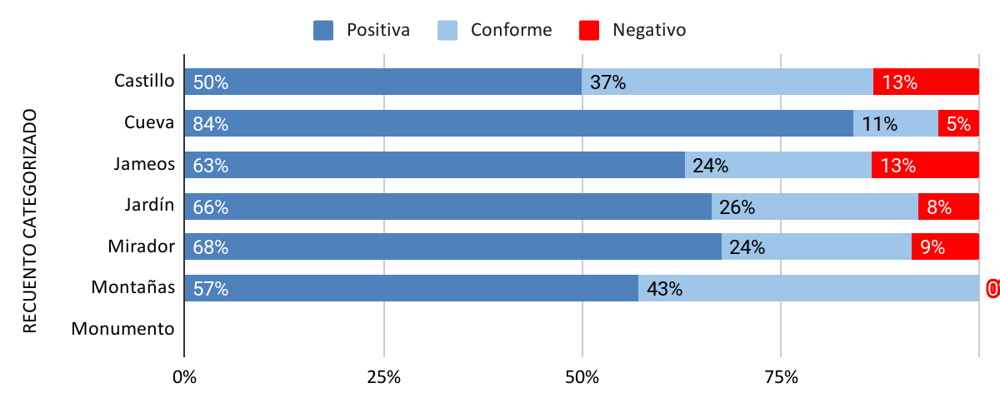 Positiva Conforme Negativo
RECUENTO CATEGORIZADO
Castillo 50% 37% 13%
Cueva 84% 11% 5%
Jameos 63% 24% 13%
Jardín 66% 26% 8%
Mirador 68% 24% 9%
Montañas 57% 43% 0
Monumento
0% 25% 50% 75%